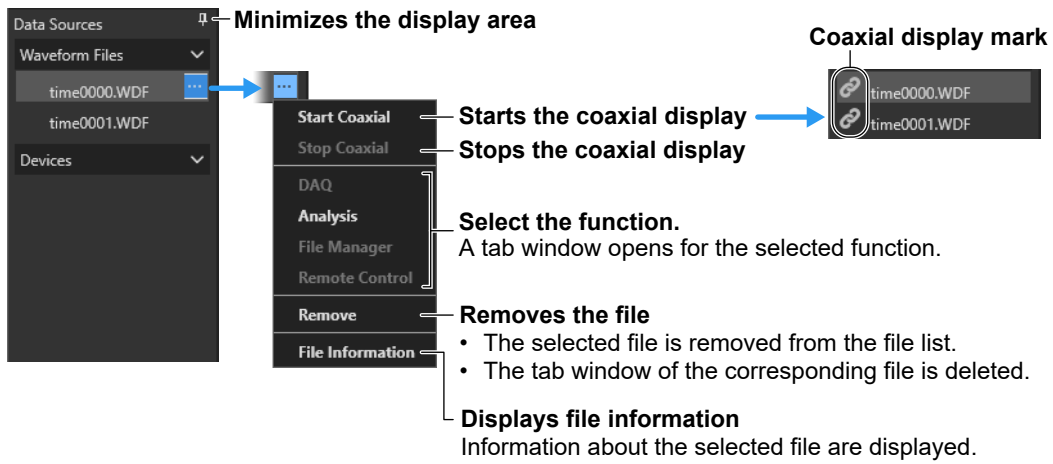 Data Sources
Minimizes the display area
Waveform Files
time0000.WDF
...
time0001.WDF
Devices
...
Start Coaxial
Stop Coaxial
DAQ
Analysis
File Manager
Remote Control
Remove
File Information
Coaxial display mark
time0000.WDF
time0001.WDF
Starts the coaxial display
Stops the coaxial display
Select the function.
A tab window opens for the selected function.
Removes the file
• The selected file is removed from the file list.
• The tab window of the corresponding file is deleted.
Displays file information
Information about the selected file are displayed.